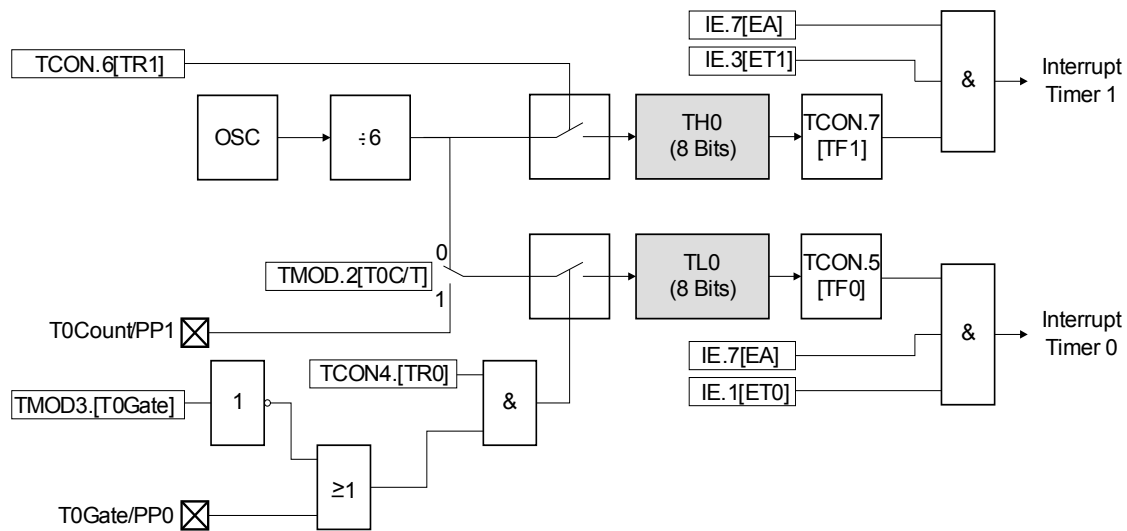 IE.7[EA]
TCON.6[TR1]
IE.3[ET1]
&
Interrupt
Timer 1
OSC
÷6
TH0
(8 Bits)
TCON.7
[TF1]
0
TMOD.2[T0C/T]
1
TL0
(8 Bits)
TCON.5
[TF0]
T0Count/PP1
&
Interrupt
Timer 0
IE.7[EA]
IE.1[ET0]
TCON4.[TR0]
&
TMOD3.[T0Gate]
1
≥1
T0Gate/PP0